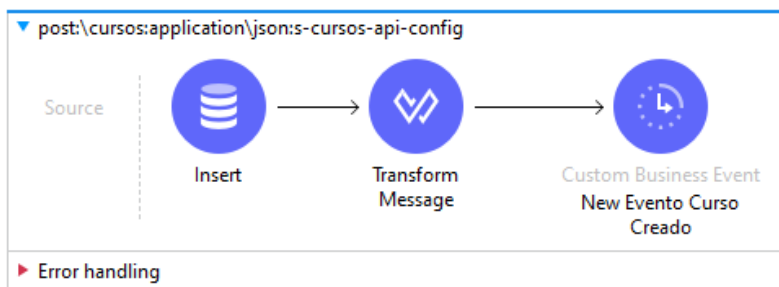 post:\cursos:application\json:s-cursos-api-config
Source
Insert
Transform
Message
Custom Business Event
New Evento Curso
Creado
Error handling